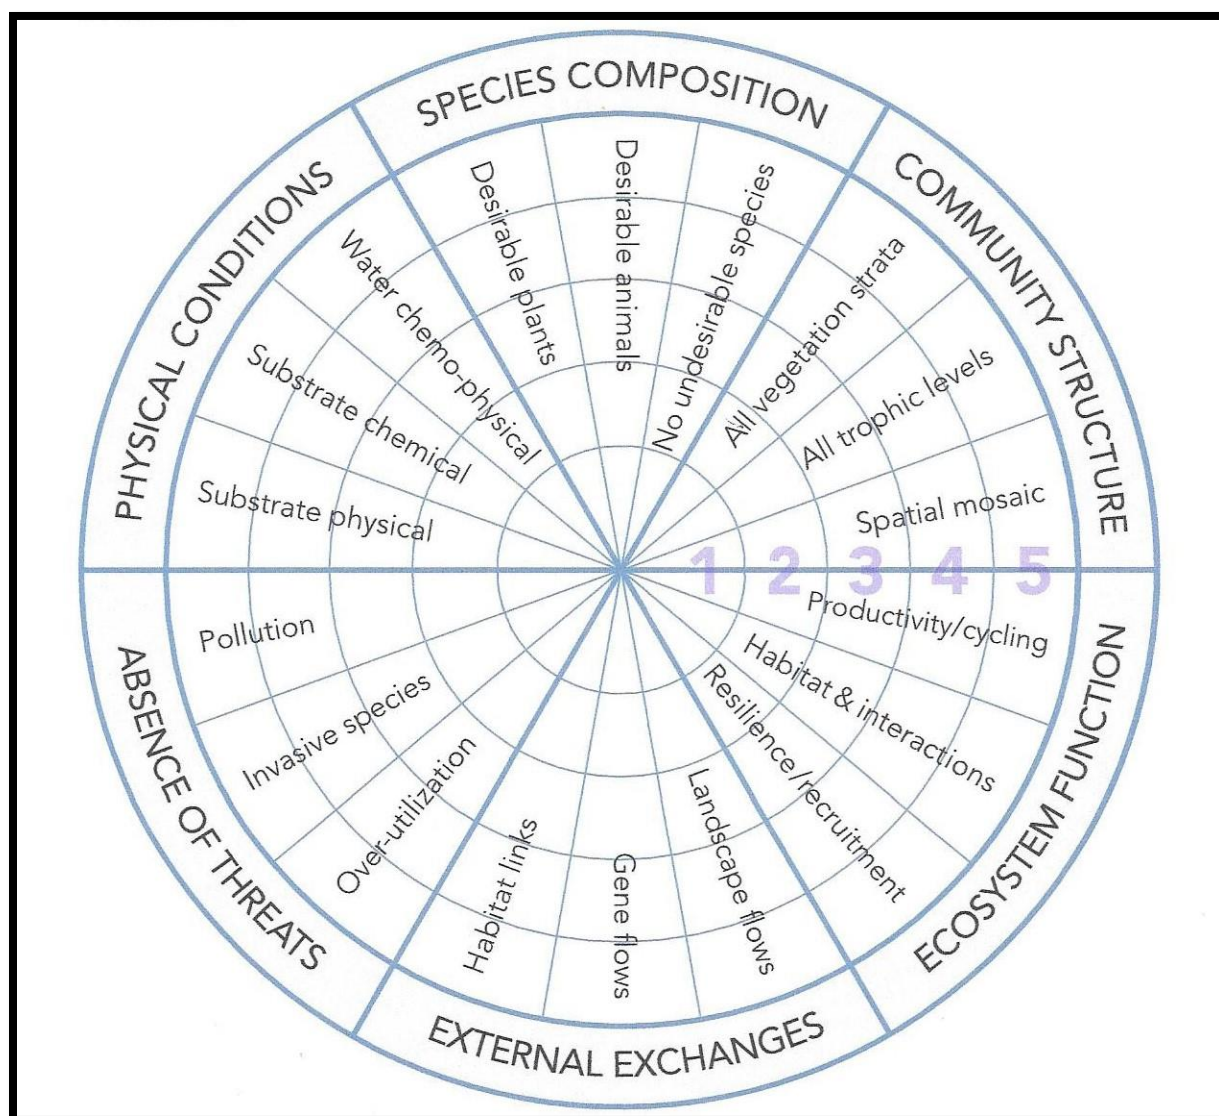 SPECIES COMPOSITION
Desirable plants
Desirable animals
No undesirable species
COMMUNITY STRUCTURE
All vegetation strata
All trophic levels
Spatial mosaic
1 2 3 4 5
ECOSYSTEM FUNCTION
Productivity/cycling
Habitat & interactions
Resilience/recruitment
EXTERNAL EXCHANGES
Landscape flows
Gene flows
Habitat links
ABSENCE OF THREATS
Over-utilization
Invasive species
Pollution
PHYSICAL CONDITIONS
Substrate physical
Substrate chemical
Water chemo-physical